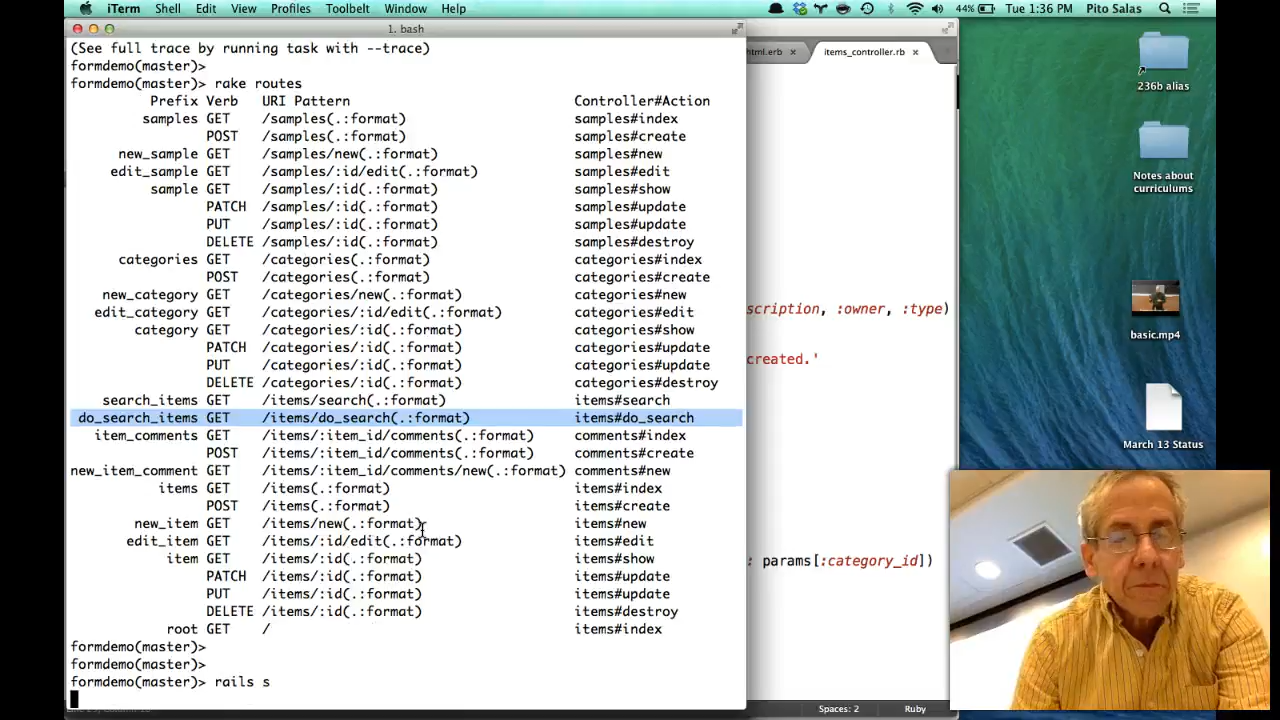 iTerm Shell Edit View Profiles Toolbelt Window Help 44% Tue 1:36 PM Pito Salas
1. bash
(See full trace by running task with --trace)
formdemo(master)>
formdemo(master)> rake routes
Prefix Verb URI Pattern Controller#Action
samples GET /samples(.:format) samples#index
POST /samples(.:format) samples#create
new_sample GET /samples/new(.:format) samples#new
edit_sample GET /samples/:id/edit(.:format) samples#edit
sample GET /samples/:id(.:format) samples#show
PATCH /samples/:id(.:format) samples#update
PUT /samples/:id(.:format) samples#update
DELETE /samples/:id(.:format) samples#destroy
categories GET /categories(.:format) categories#index
POST /categories(.:format) categories#create
new_category GET /categories/new(.:format) categories#new
edit_category GET /categories/:id/edit(.:format) categories#edit
category GET /categories/:id(.:format) categories#show
PATCH /categories/:id(.:format) categories#update
PUT /categories/:id(.:format) categories#update
DELETE /categories/:id(.:format) categories#destroy
search_items GET /items/search(.:format) items#search
do_search_items GET /items/do_search(.:format) items#do_search
item_comments GET /items/:item_id/comments(.:format) comments#index
POST /items/:item_id/comments(.:format) comments#create
new_item_comment GET /items/:item_id/comments/new(.:format) comments#new
items GET /items(.:format) items#index
POST /items(.:format) items#create
new_item GET /items/new(.:format) items#new
edit_item GET /items/:id/edit(.:format) items#edit
item GET /items/:id(.:format) items#show
PATCH /items/:id(.:format) items#update
PUT /items/:id(.:format) items#update
DELETE /items/:id(.:format) items#destroy
root GET / items#index
formdemo(master)>
formdemo(master)>
formdemo(master)> rails s
html.erb × items_controller.rb ×
scription, :owner, :type)
created.'
: params[:category_id])
Spaces: 2 Ruby
236b alias
Notes about
curriculums
basic.mp4
March 13 Status